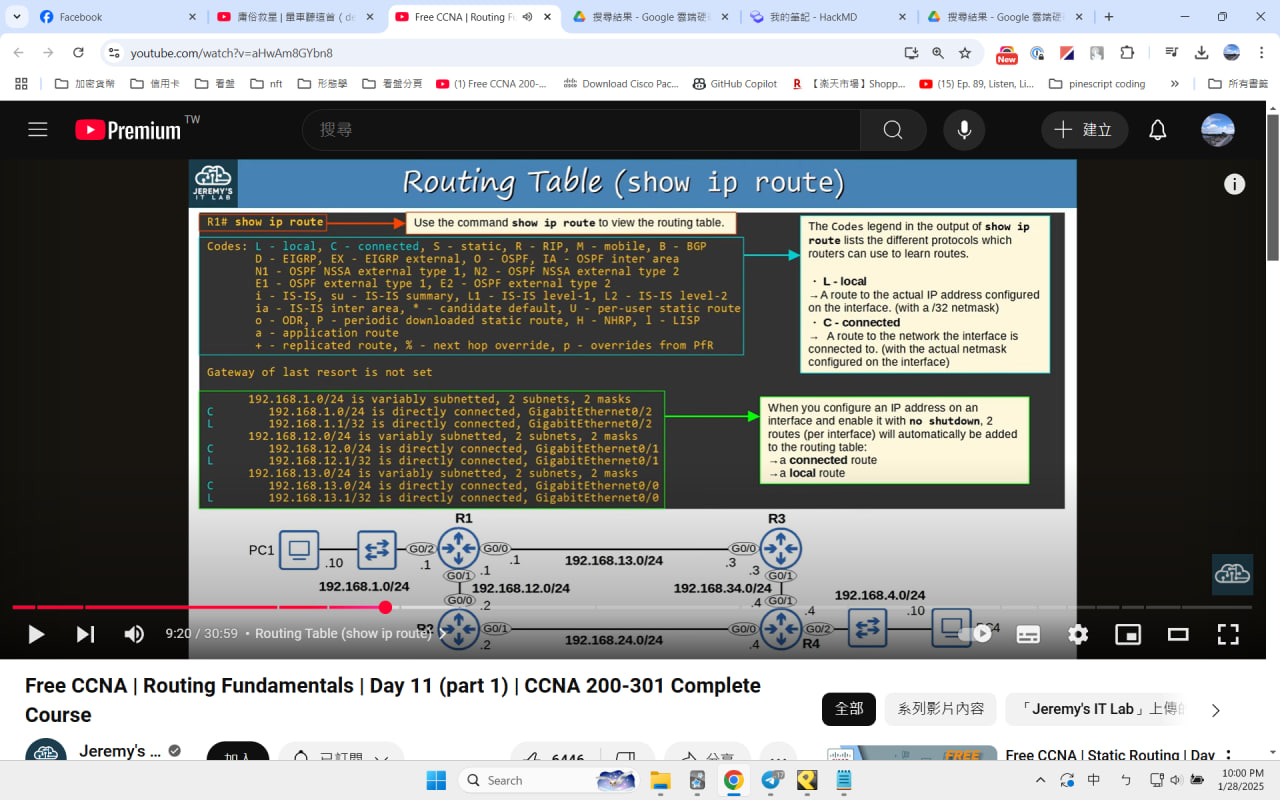 Facebook
庸俗救星 | 暈車聽這首 (de
Free CCNA | Routing Fu
搜尋結果 - Google 雲端硬
我的筆記 - HackMD
搜尋結果 - Google 雲端硬
youtube.com/watch?v=aHwAm8GYbn8
New
加密貨幣
信用卡
看盤
nft
形態學
看盤分頁
(1) Free CCNA 200-...
Download Cisco Pac...
GitHub Copilot
【楽天市場】Shopp...
(15) Ep. 89, Listen, Li...
pinescript coding
»
所有書籤
Premium TW
搜尋
建立
JEREMY'S
IT LAB
Routing Table (show ip route)
R1# show ip route
Use the command show ip route to view the routing table.
Codes: L - local, C - connected, S - static, R - RIP, M - mobile, B - BGP
D - EIGRP, EX - EIGRP external, O - OSPF, IA - OSPF inter area
N1 - OSPF NSSA external type 1, N2 - OSPF NSSA external type 2
E1 - OSPF external type 1, E2 - OSPF external type 2
i - IS-IS, su - IS-IS summary, L1 - IS-IS level-1, L2 - IS-IS level-2
ia - IS-IS inter area, * - candidate default, U - per-user static route
o - ODR, P - periodic downloaded static route, H - NHRP, l - LISP
a - application route
+ - replicated route, % - next hop override, p - overrides from PfR
The Codes legend in the output of show ip
route lists the different protocols which
routers can use to learn routes.
· L - local
→A route to the actual IP address configured
on the interface. (with a /32 netmask)
· C - connected
→ A route to the network the interface is
connected to. (with the actual netmask
configured on the interface)
Gateway of last resort is not set
192.168.1.0/24 is variably subnetted, 2 subnets, 2 masks
C 192.168.1.0/24 is directly connected, GigabitEthernet0/2
L 192.168.1.1/32 is directly connected, GigabitEthernet0/2
192.168.12.0/24 is variably subnetted, 2 subnets, 2 masks
C 192.168.12.0/24 is directly connected, GigabitEthernet0/1
L 192.168.12.1/32 is directly connected, GigabitEthernet0/1
192.168.13.0/24 is variably subnetted, 2 subnets, 2 masks
C 192.168.13.0/24 is directly connected, GigabitEthernet0/0
L 192.168.13.1/32 is directly connected, GigabitEthernet0/0
When you configure an IP address on an
interface and enable it with no shutdown, 2
routes (per interface) will automatically be added
to the routing table:
→a connected route
→a local route
R1
R3
PC1
.10
G0/2
.1
G0/0
.1
192.168.13.0/24
G0/0
.3
192.168.1.0/24
G0/1
.1
192.168.12.0/24
192.168.34.0/24
.3
G0/1
192.168.4.0/24
G0/0
.2
.4
G0/1
.4
.10
R2
G0/1
.2
192.168.24.0/24
G0/0
.4
G0/2
R4
PC4
9:20 / 30:59 • Routing Table (show ip route)
Free CCNA | Routing Fundamentals | Day 11 (part 1) | CCNA 200-301 Complete
Course
全部
系列影片內容
「Jeremy's IT Lab」上傳的
Jeremy's ...
加入
已訂閱
6446
分享
FREE
Free CCNA | Static Routing | Day
Search
17
中
ㄅ
10:00 PM
1/28/2025